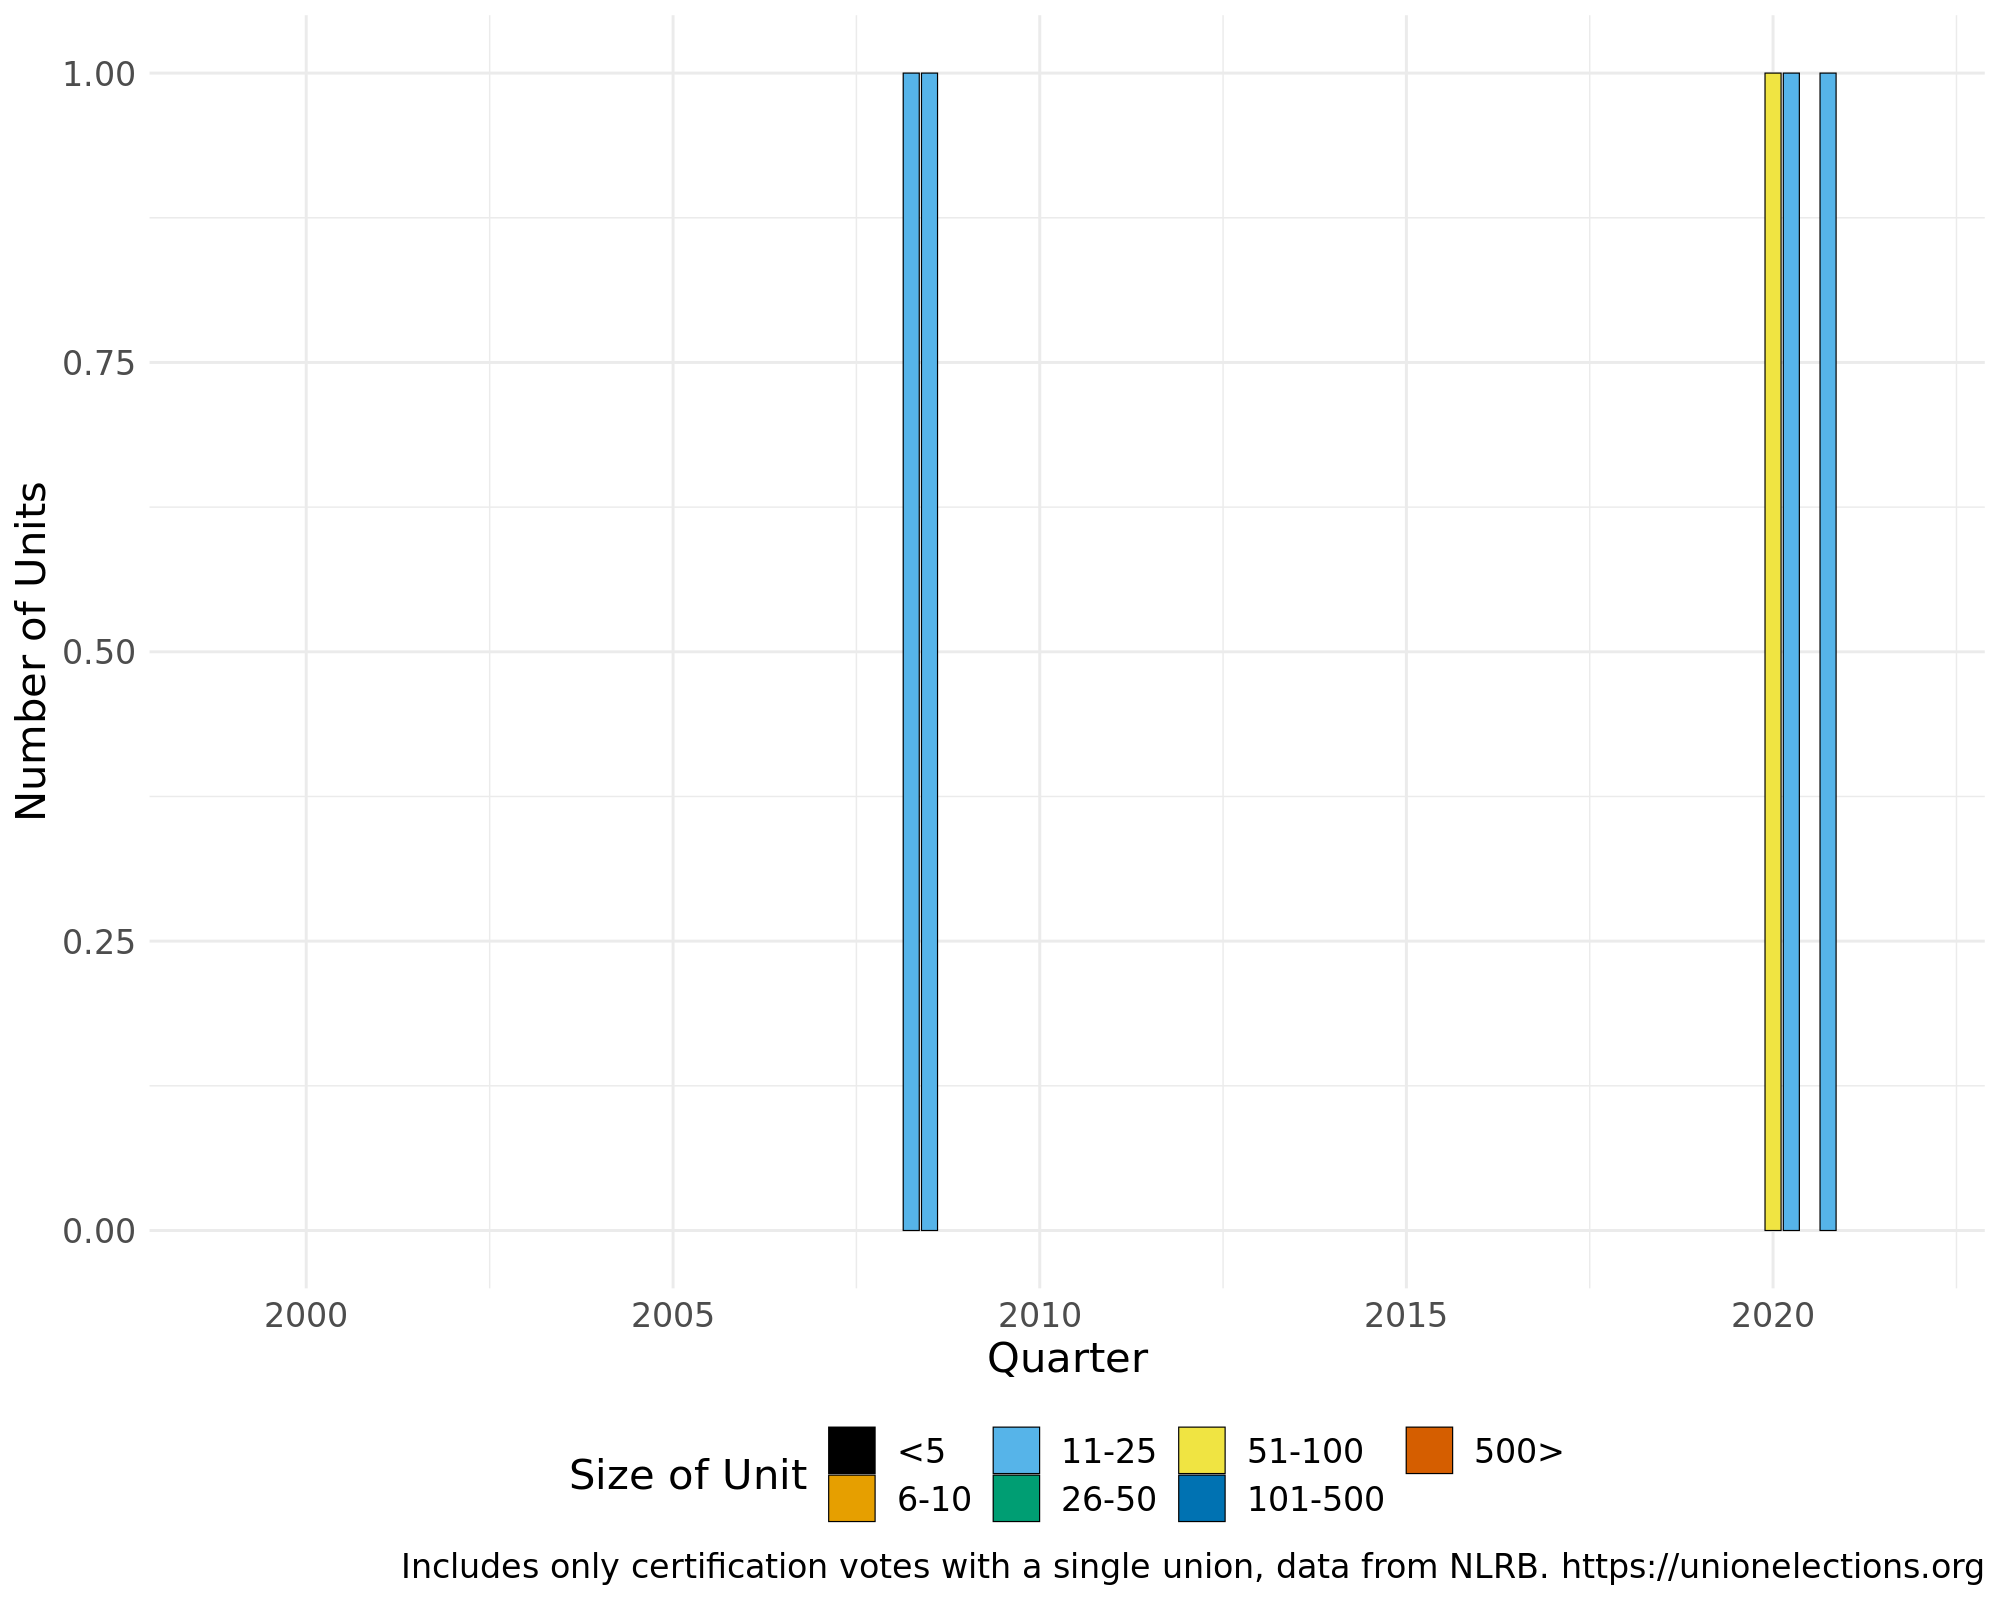 1.00
0.75
0.50
0.25
0.00
Number of Units
2000 2005 2010 2015 2020
Quarter
Size of Unit
<5 11-25 51-100 500>
6-10 26-50 101-500
Includes only certification votes with a single union, data from NLRB. https://unionelections.org